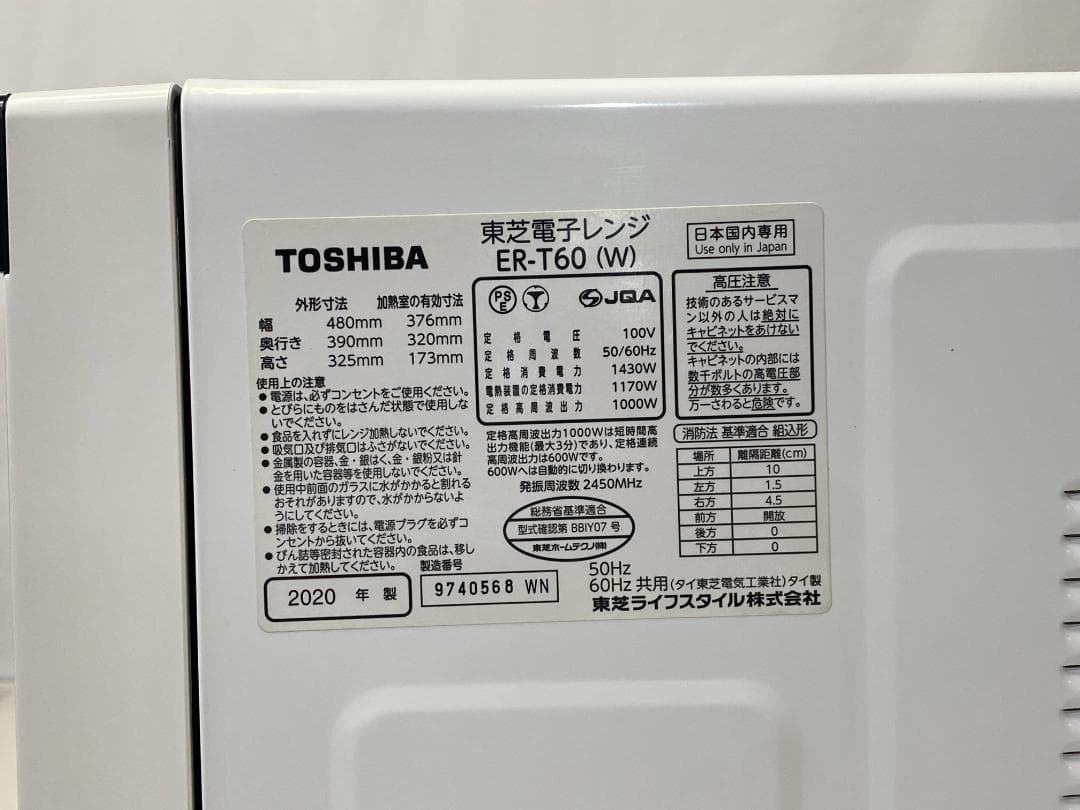 TOSHIBA
東芝電子レンジ
ER-T60 (W)
日本国内専用
Use only in Japan
外形寸法 加熱室の有効寸法
幅 480mm 376mm
奥行き 390mm 320mm
高さ 325mm 173mm
使用上の注意
●電源は、必ずコンセントをご使用ください。
●とびらにものをはさんだ状態で使用しな
いでください。
●食品を入れずにレンジ加熱しないでください。
●吸気口及び排気口はふさがないでください。
●金属製の容器、金・銀はく、金・銀粉又は針
金を用いた容器等を使用しないでください。
●使用中前面のガラスに水がかかると割れる
おそれがありますので、水がかからないよ
うにしてください。
●掃除をするときには、電源プラグを必ずコ
ンセントから抜いてください。
●びん詰等密封された容器内の食品は、移し
かえて加熱してください。
2020 年 製
製造番号
9740568 WN
PSE
JQA
定格電圧 100V
定格周波数 50/60Hz
定格消費電力 1430W
電熱装置の定格消費電力 1170W
定格高周波出力 1000W
定格高周波出力1000Wは短時間高
出力機能(最大3分)であり、定格連続
高周波出力は600Wです。
600Wへは自動的に切り換わります。
発振周波数 2450MHz
総務省基準適合
型式確認第 BBIY07 号
東芝ホームテクノ(株)
高圧注意
技術のあるサービスマ
ン以外の人は絶対に
キャビネットをあけない
でください。
キャビネットの内部には
数千ボルトの高電圧部
分が数多くあります。
万一さわると危険です。
消防法 基準適合 組込形
場所 離隔距離(cm)
上方 10
左方 1.5
右方 4.5
前方 開放
後方 0
下方 0
50Hz
60Hz 共用(タイ東芝電気工業社)タイ製
東芝ライフスタイル株式会社